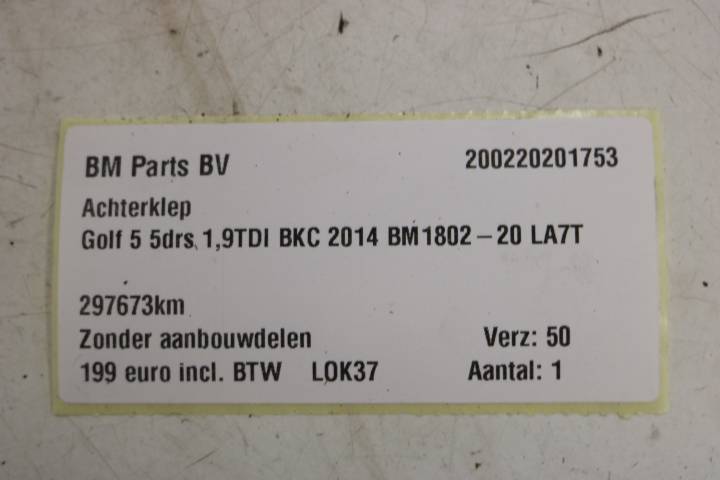 BM Parts BV 200220201753
Achterklep
Golf 5 5drs 1,9TDI BKC 2014 BM1802-20 LA7T
297673km
Zonder aanbouwdelen Verz: 50
199 euro incl. BTW LOK37 Aantal: 1